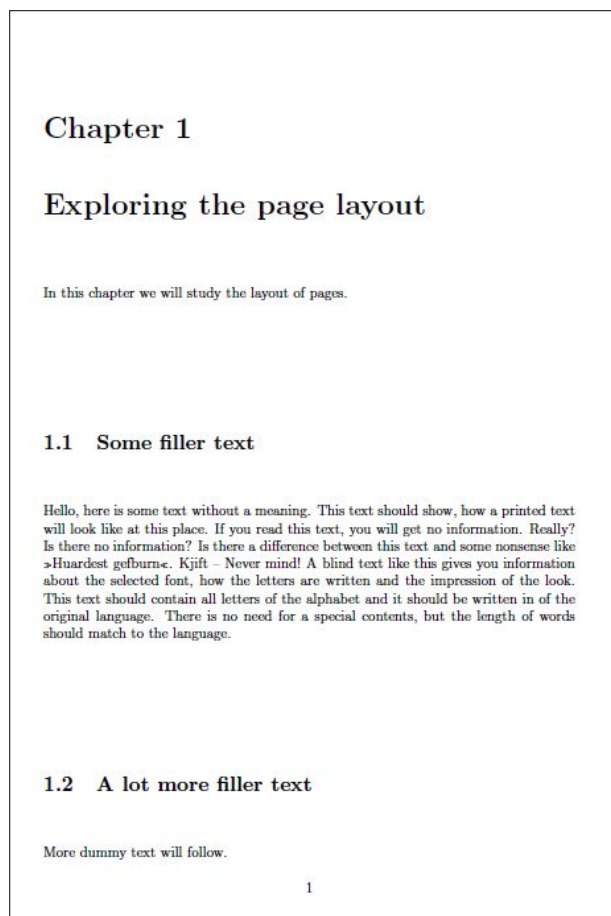 Chapter 1
Exploring the page layout
In this chapter we will study the layout of pages.
1.1 Some filler text
Hello, here is some text without a meaning. This text should show, how a printed text
will look like at this place. If you read this text, you will get no information. Really?
Is there no information? Is there a difference between this text and some nonsense like
»Huardest gefburn«. Kjift – Never mind! A blind text like this gives you information
about the selected font, how the letters are written and the impression of the look.
This text should contain all letters of the alphabet and it should be written in of the
original language. There is no need for a special contents, but the length of words
should match to the language.
1.2 A lot more filler text
More dummy text will follow.
1